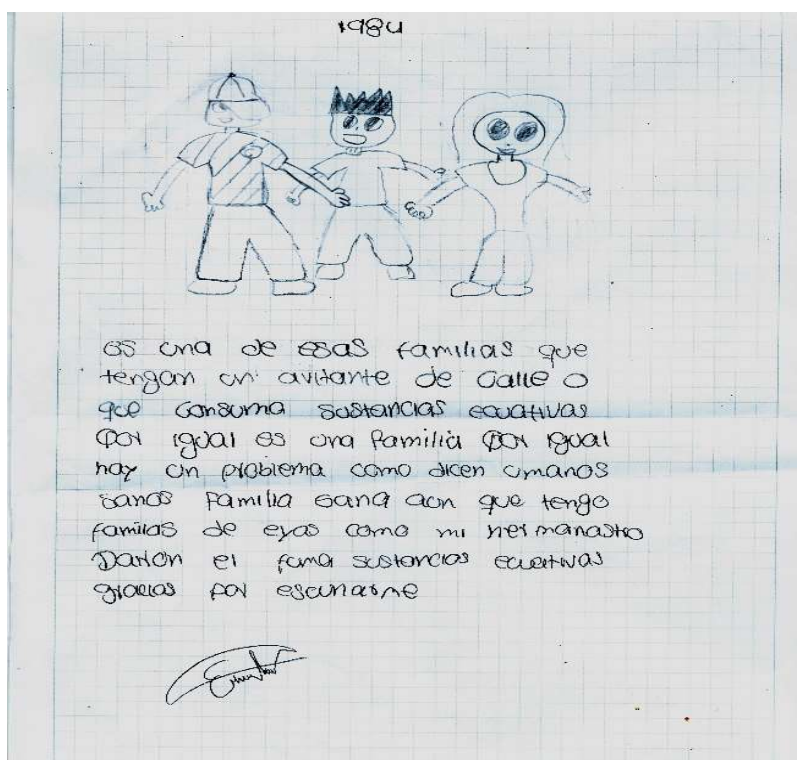 1984
es una de esas familias que
tengan un avitante de calle o
que consuma sustancias ecuativas
por igual es una familia por igual
hay un problema como dicen umanos
sanos familia sana aun que tengo
familias de eyas como mi hermanastro
el fuma sustancias ecuativas
gracias por escucharme